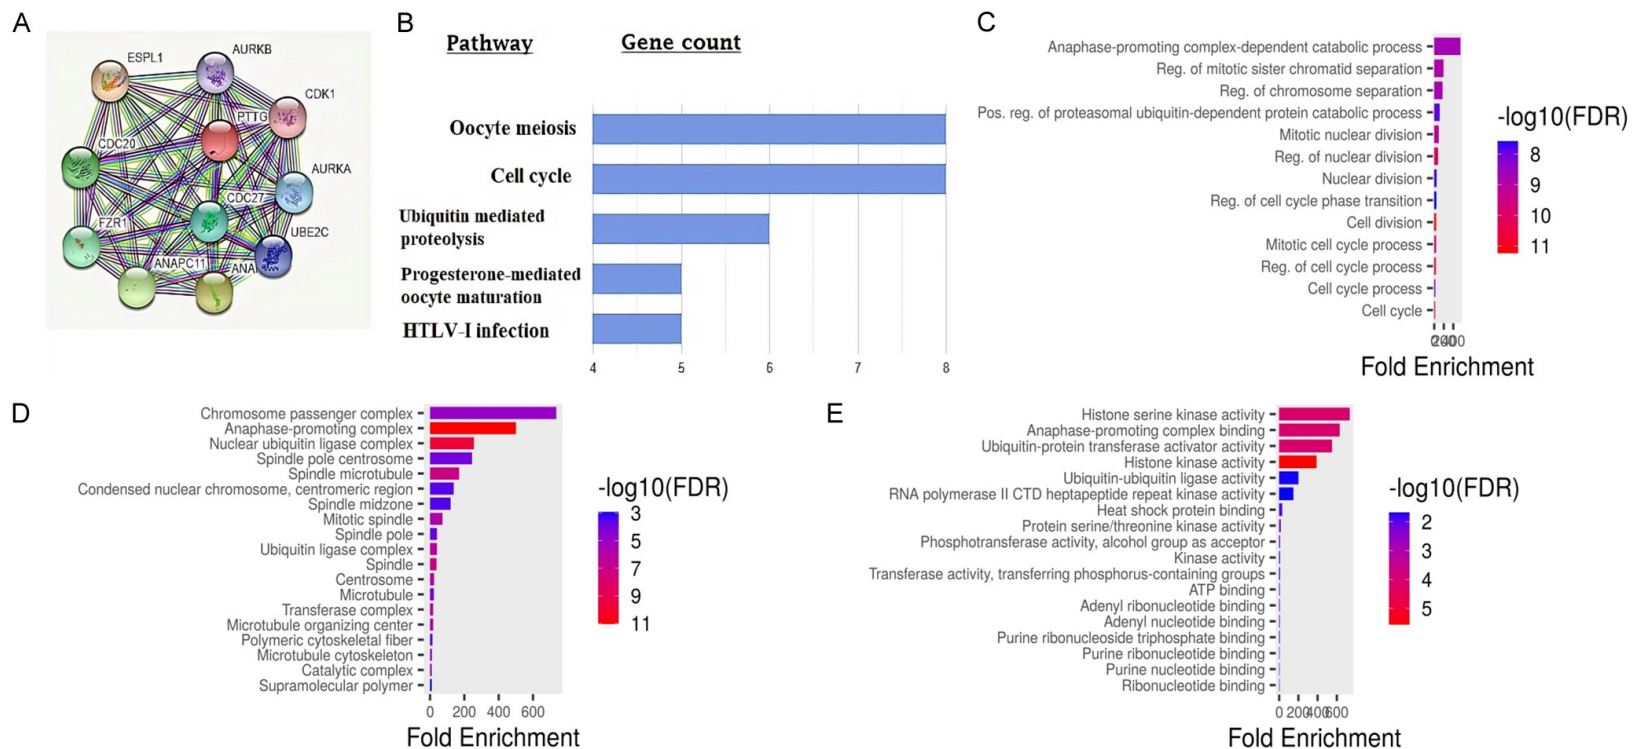 A
ESPL1
AURKB
CDK1
PTTG
CDC20
AURKA
CDC27
FZR1
UBE2C
ANAPC11
ANA
B
Pathway Gene count
Oocyte meiosis
Cell cycle
Ubiquitin mediated
proteolysis
Progesterone-mediated
oocyte maturation
HTLV-I infection
4 5 6 7 8
C
Anaphase-promoting complex-dependent catabolic process
Reg. of mitotic sister chromatid separation
Reg. of chromosome separation
Pos. reg. of proteasomal ubiquitin-dependent protein catabolic process
Mitotic nuclear division
Reg. of nuclear division
Nuclear division
Reg. of cell cycle phase transition
Cell division
Mitotic cell cycle process
Reg. of cell cycle process
Cell cycle process
Cell cycle
Fold Enrichment
-log10(FDR)
8
9
10
11
D
Chromosome passenger complex
Anaphase-promoting complex
Nuclear ubiquitin ligase complex
Spindle pole centrosome
Spindle microtubule
Condensed nuclear chromosome, centromeric region
Spindle midzone
Mitotic spindle
Spindle pole
Ubiquitin ligase complex
Spindle
Centrosome
Microtubule
Transferase complex
Microtubule organizing center
Polymeric cytoskeletal fiber
Microtubule cytoskeleton
Catalytic complex
Supramolecular polymer
0 200 400 600
Fold Enrichment
-log10(FDR)
3
5
7
9
11
E
Histone serine kinase activity
Anaphase-promoting complex binding
Ubiquitin-protein transferase activator activity
Histone kinase activity
Ubiquitin-ubiquitin ligase activity
RNA polymerase II CTD heptapeptide repeat kinase activity
Heat shock protein binding
Protein serine/threonine kinase activity
Phosphotransferase activity, alcohol group as acceptor
Kinase activity
Transferase activity, transferring phosphorus-containing groups
ATP binding
Adenyl ribonucleotide binding
Adenyl nucleotide binding
Purine ribonucleoside triphosphate binding
Purine ribonucleotide binding
Purine nucleotide binding
Ribonucleotide binding
0 200 400 600
Fold Enrichment
-log10(FDR)
2
3
4
5